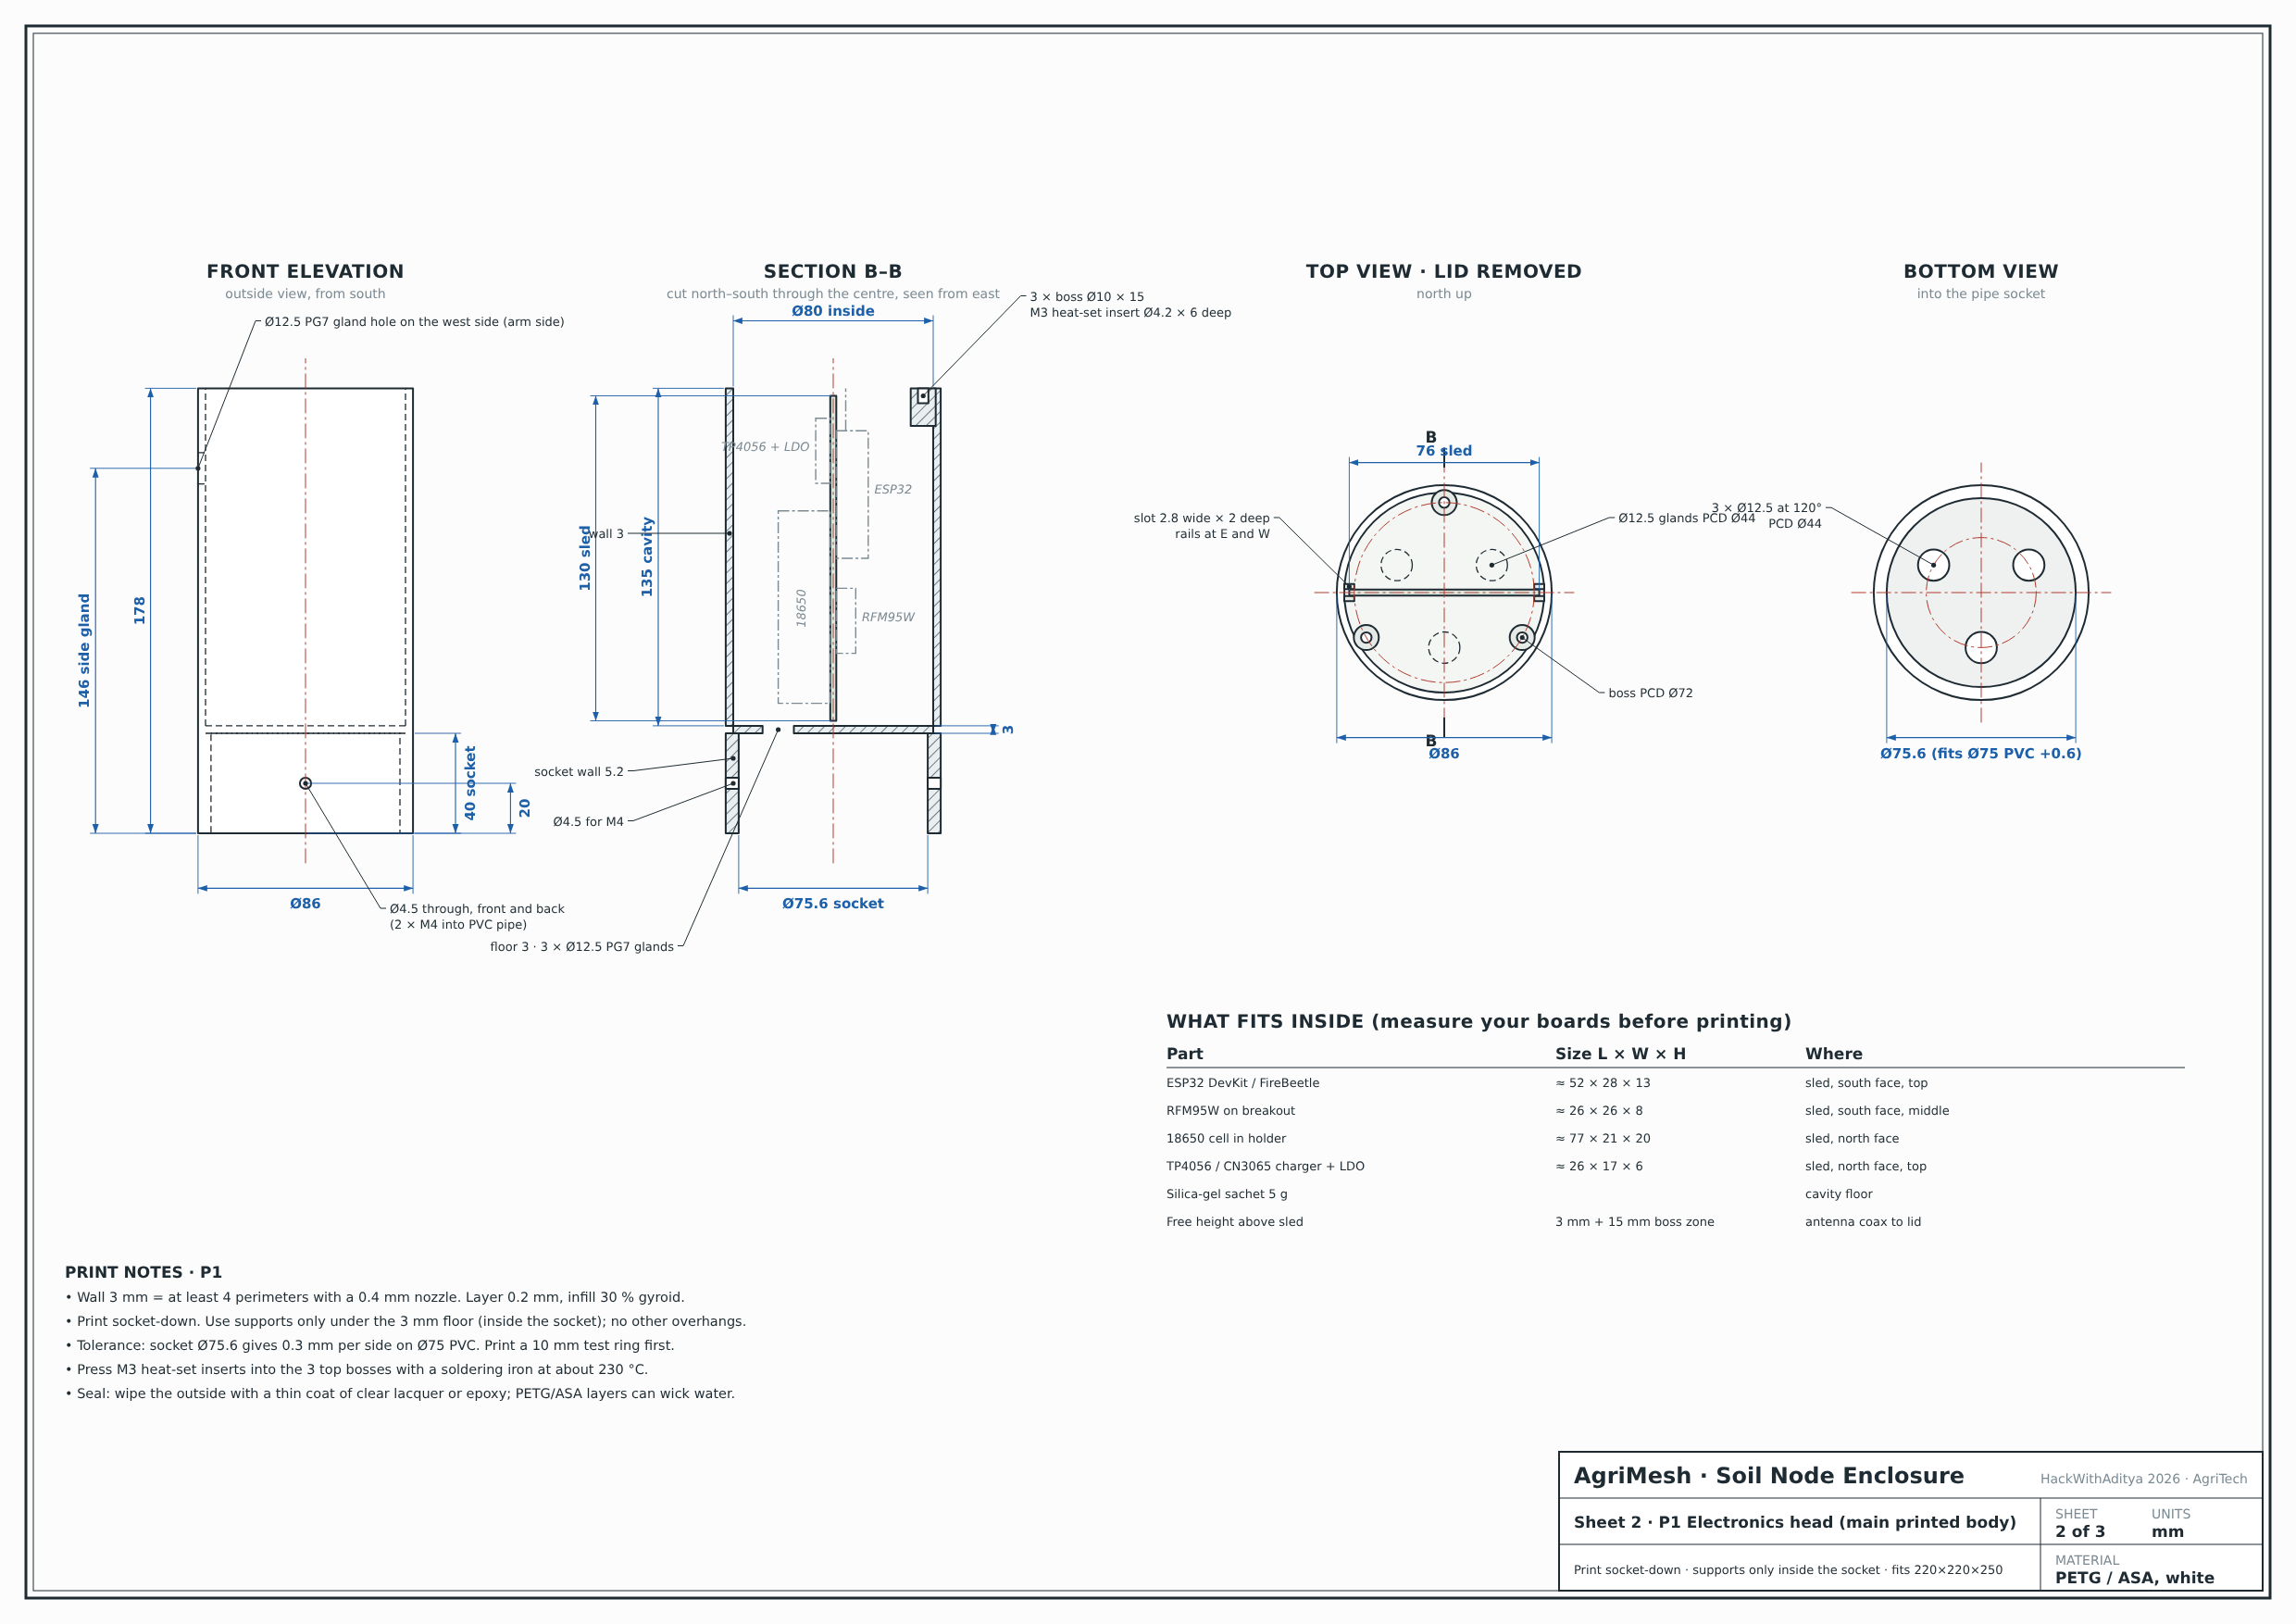 FRONT ELEVATION
outside view, from south
Ø12.5 PG7 gland hole on the west side (arm side)
146 side gland
178
40 socket
20
Ø86
Ø4.5 through, front and back
(2 × M4 into PVC pipe)
SECTION B–B
cut north–south through the centre, seen from east
Ø80 inside
3 × boss Ø10 × 15
M3 heat-set insert Ø4.2 × 6 deep
TP4056 + LDO
ESP32
130 sled
wall 3
135 cavity
18650
RFM95W
3
socket wall 5.2
Ø4.5 for M4
Ø75.6 socket
floor 3 · 3 × Ø12.5 PG7 glands
TOP VIEW · LID REMOVED
north up
B
76 sled
slot 2.8 wide × 2 deep
rails at E and W
Ø12.5 glands PCD Ø44
boss PCD Ø72
B
Ø86
BOTTOM VIEW
into the pipe socket
3 × Ø12.5 at 120°
PCD Ø44
Ø75.6 (fits Ø75 PVC +0.6)
WHAT FITS INSIDE (measure your boards before printing)
Part Size L × W × H Where
ESP32 DevKit / FireBeetle ≈ 52 × 28 × 13 sled, south face, top
RFM95W on breakout ≈ 26 × 26 × 8 sled, south face, middle
18650 cell in holder ≈ 77 × 21 × 20 sled, north face
TP4056 / CN3065 charger + LDO ≈ 26 × 17 × 6 sled, north face, top
Silica-gel sachet 5 g cavity floor
Free height above sled 3 mm + 15 mm boss zone antenna coax to lid
PRINT NOTES · P1
• Wall 3 mm = at least 4 perimeters with a 0.4 mm nozzle. Layer 0.2 mm, infill 30 % gyroid.
• Print socket-down. Use supports only under the 3 mm floor (inside the socket); no other overhangs.
• Tolerance: socket Ø75.6 gives 0.3 mm per side on Ø75 PVC. Print a 10 mm test ring first.
• Press M3 heat-set inserts into the 3 top bosses with a soldering iron at about 230 °C.
• Seal: wipe the outside with a thin coat of clear lacquer or epoxy; PETG/ASA layers can wick water.
AgriMesh · Soil Node Enclosure
HackWithAditya 2026 · AgriTech
Sheet 2 · P1 Electronics head (main printed body)
SHEET UNITS
2 of 3 mm
Print socket-down · supports only inside the socket · fits 220×220×250
MATERIAL
PETG / ASA, white